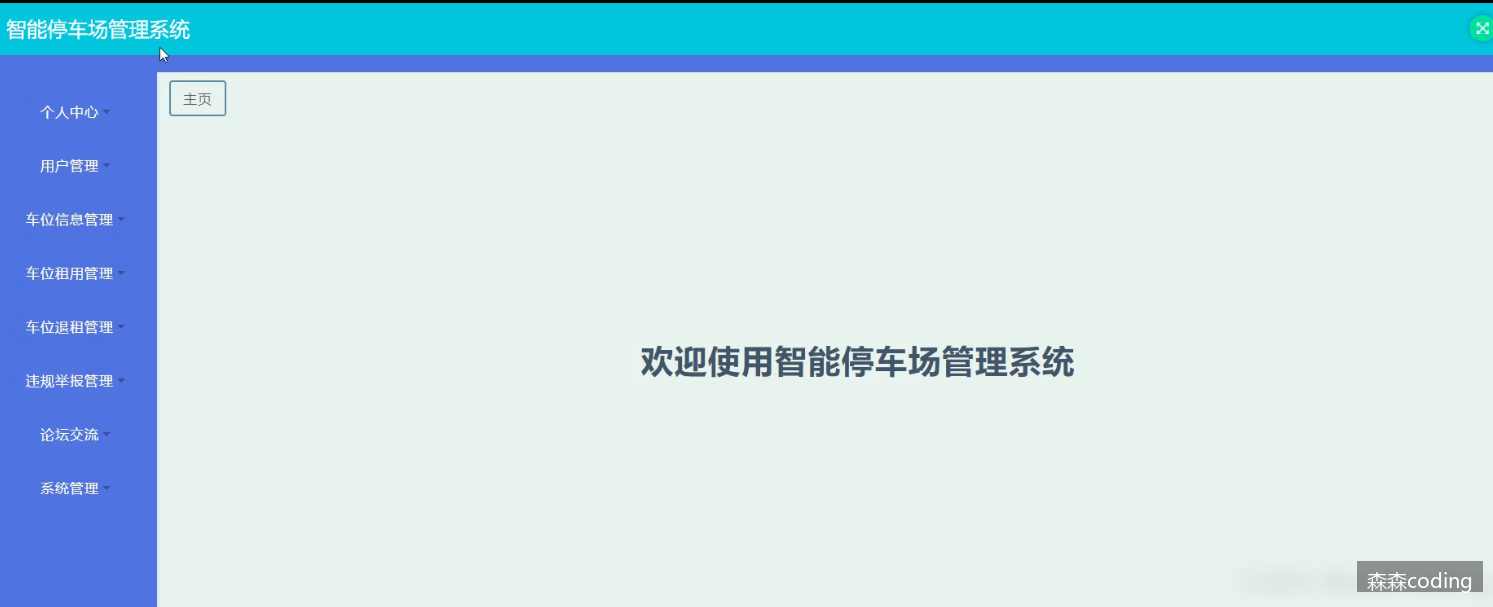 智能停车场管理系统
主页
个人中心
用户管理
车位信息管理
车位租用管理
车位退租管理
违规举报管理
论坛交流
系统管理
欢迎使用智能停车场管理系统
森森coding